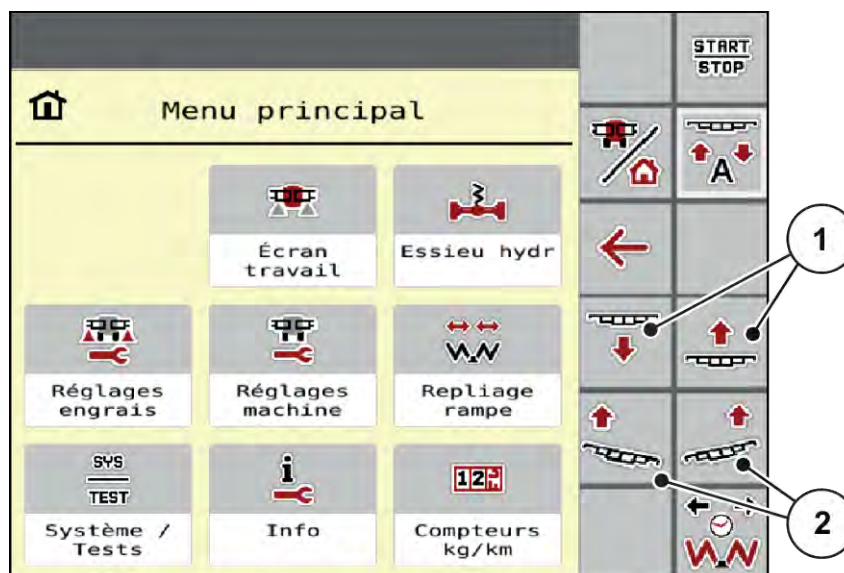 START
STOP
Menu principal
A
Écran
travail
Essieu hydr
1
Réglages
engrais
Réglages
machine
Repliage
rampe
SYS
TEST
Système /
Tests
i
Info
Compteurs
kg/km
2